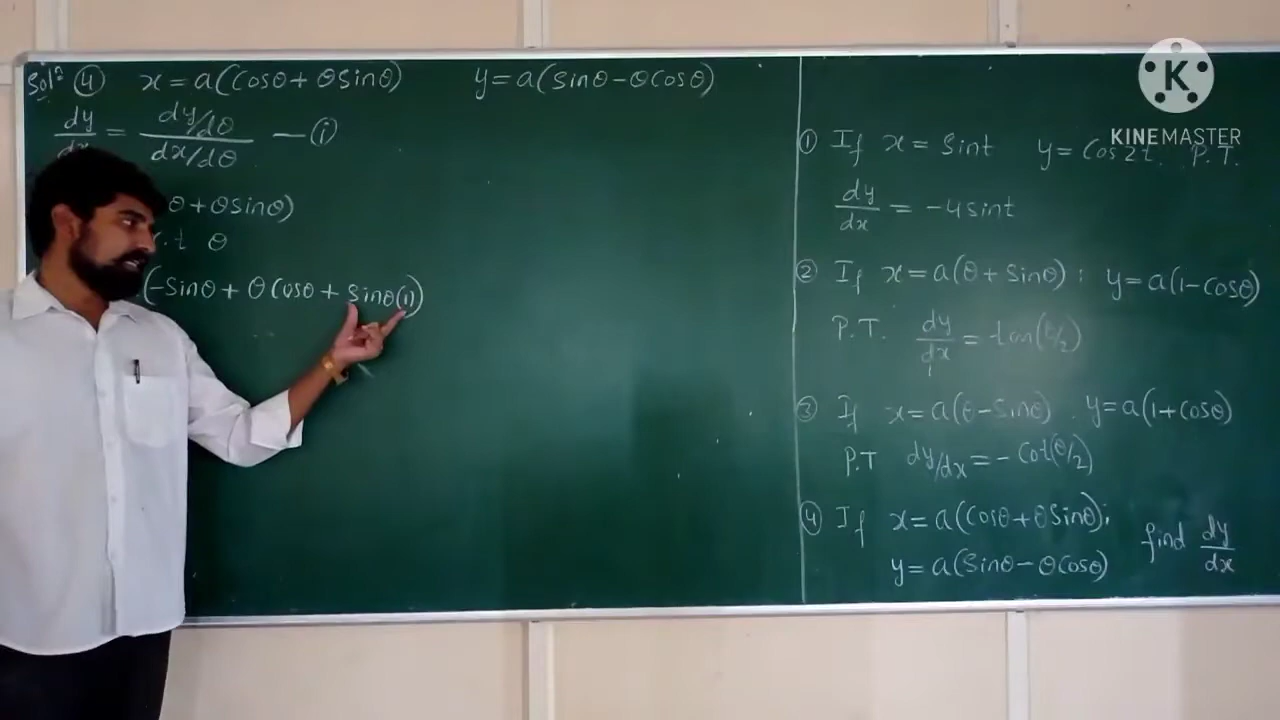 Solⁿ ④ x = a(Cosθ + θSinθ) y = a(Sinθ − θCosθ)
dy/dx = (dy/dθ)/(dx/dθ) — ⓘ
θ + θSinθ)
r.t θ
(-Sinθ + θ Cosθ + Sinθ(1))
① If x = Sint y = Cos2t. P.T.
dy/dx = -4sint
② If x = a(θ + Sinθ) : y = a(1-Cosθ)
P.T. dy/dx = tan(θ/2)
③ If x = a(θ-Sinθ) . y = a(1+Cosθ)
P.T dy/dx = - Cot(θ/2)
④ If x = a(Cosθ + θSinθ);
y = a(Sinθ − θCosθ) find dy/dx
K
KINEMASTER